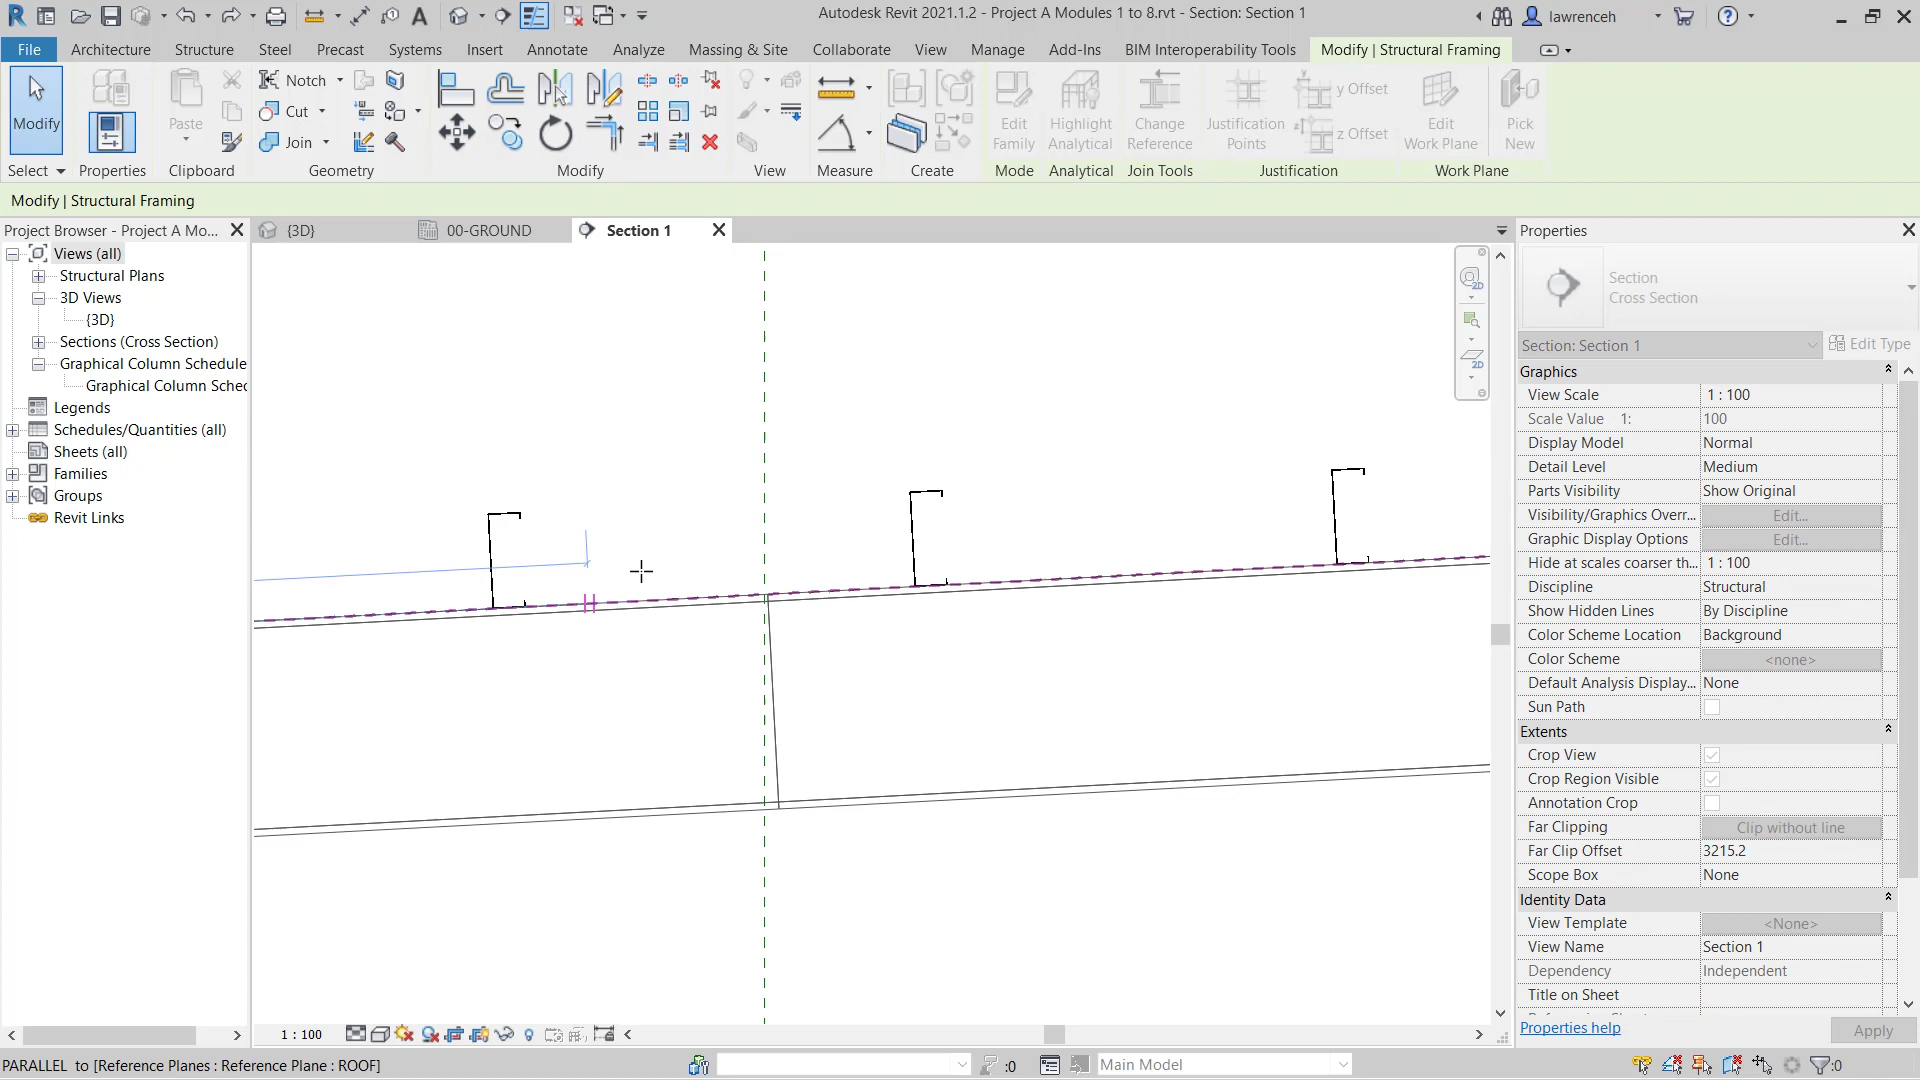 Autodesk Revit 2021.1.2 - Project A Modules 1 to 8.rvt - Section: Section 1
lawrenceh
File Architecture Structure Steel Precast Systems Insert Annotate Analyze Massing & Site Collaborate View Manage Add-Ins BIM Interoperability Tools Modify | Structural Framing
Modify
Paste
Notch
Cut
Join
Edit Family
Highlight Analytical
Change Reference
Justification Points
y Offset
z Offset
Edit Work Plane
Pick New
Select Properties Clipboard Geometry Modify View Measure Create Mode Analytical Join Tools Justification Work Plane
Modify | Structural Framing
Project Browser - Project A Mo...
{3D}
00-GROUND
Section 1
Properties
Views (all)
Structural Plans
3D Views
{3D}
Sections (Cross Section)
Graphical Column Schedule
Graphical Column Sched
Legends
Schedules/Quantities (all)
Sheets (all)
Families
Groups
Revit Links
2D
2D
Section
Cross Section
Section: Section 1
Edit Type
Graphics
View Scale 1 : 100
Scale Value 1: 100
Display Model Normal
Detail Level Medium
Parts Visibility Show Original
Visibility/Graphics Overr... Edit...
Graphic Display Options Edit...
Hide at scales coarser th... 1 : 100
Discipline Structural
Show Hidden Lines By Discipline
Color Scheme Location Background
Color Scheme <none>
Default Analysis Display... None
Sun Path
Extents
Crop View
Crop Region Visible
Annotation Crop
Far Clipping Clip without line
Far Clip Offset 3215.2
Scope Box None
Identity Data
View Template <None>
View Name Section 1
Dependency Independent
Title on Sheet
Properties help
Apply
1 : 100
PARALLEL to [Reference Planes : Reference Plane : ROOF]
:0
Main Model
:0